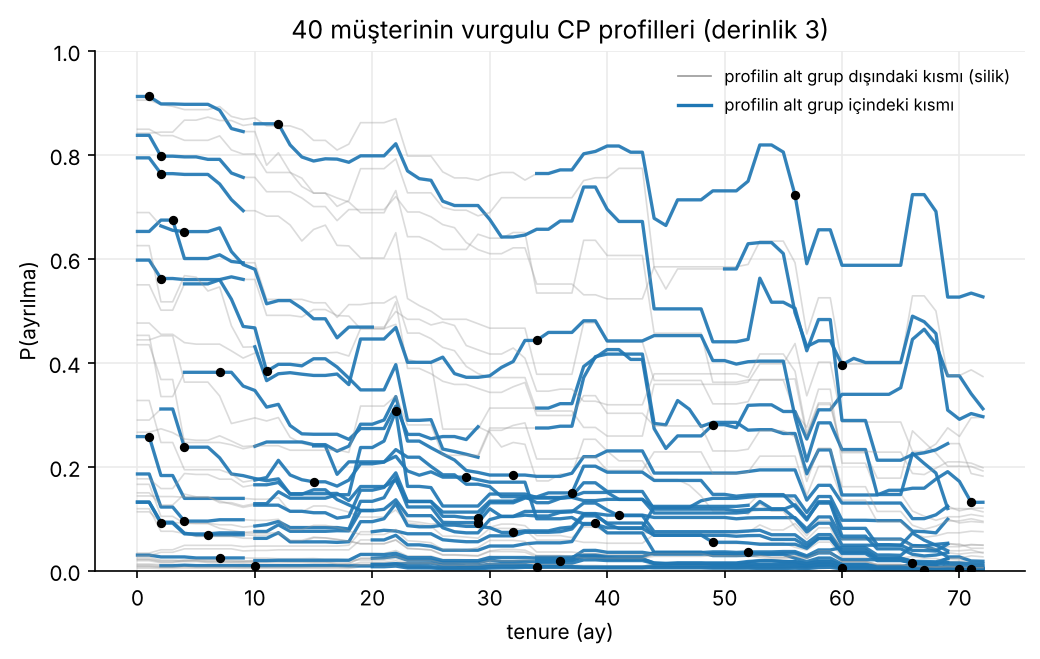 40 müşterinin vurgulu CP profilleri (derinlik 3)
profilin alt grup dışındaki kısmı (silik)
profilin alt grup içindeki kısmı
P(ayrılma)
1.0
0.8
0.6
0.4
0.2
0.0
0 10 20 30 40 50 60 70
tenure (ay)